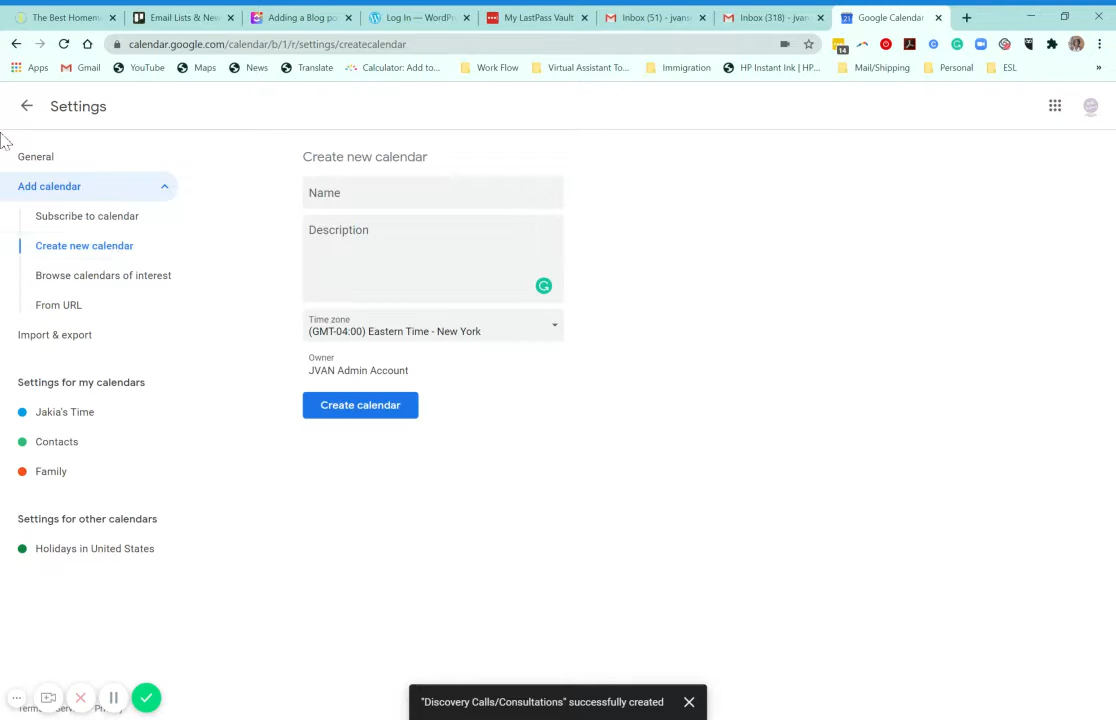 The Best Homem
Email Lists & New
Adding a Blog po
Log In — WordPr
My LastPass Vault
Inbox (51) - jvans
Inbox (318) - jvan
21
Google Calendar
calendar.google.com/calendar/b/1/r/settings/createcalendar
14
Apps
Gmail
YouTube
Maps
News
Translate
Calculator: Add to...
Work Flow
Virtual Assistant To...
Immigration
HP Instant Ink | HP...
Mail/Shipping
Personal
ESL
»
Settings
General
Add calendar
Subscribe to calendar
Create new calendar
Browse calendars of interest
From URL
Import & export
Settings for my calendars
Jakia's Time
Contacts
Family
Settings for other calendars
Holidays in United States
Create new calendar
Name
Description
Time zone
(GMT-04:00) Eastern Time - New York
Owner
JVAN Admin Account
Create calendar
"Discovery Calls/Consultations" successfully created